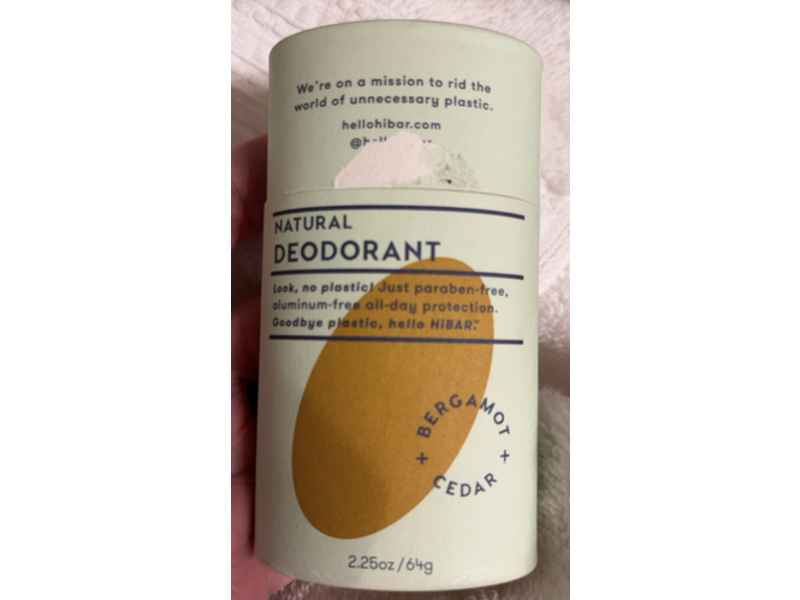 We're on a mission to rid the
world of unnecessary plastic.
hellohibar.com
NATURAL
DEODORANT
Look, no plastic! Just paraben-free,
aluminum-free all-day protection.
Goodbye plastic, hello HiBAR.™
+ BERGAMOT +
CEDAR
2.25oz / 64g